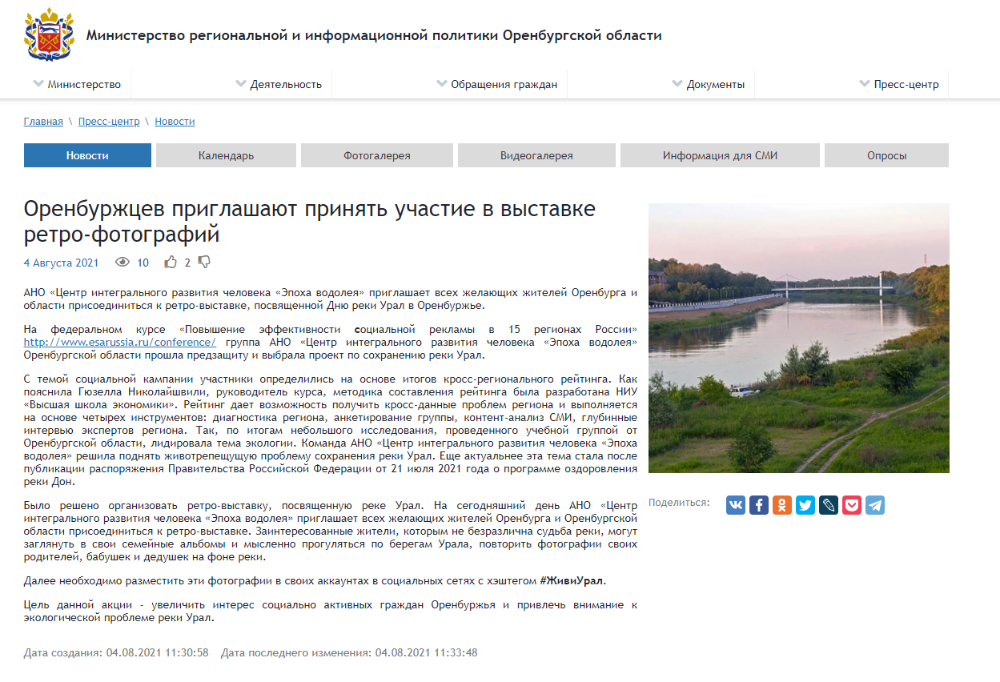 Министерство региональной и информационной политики Оренбургской области
Министерство
Деятельность
Обращения граждан
Документы
Пресс-центр
Главная \ Пресс-центр \ Новости
Новости
Календарь
Фотогалерея
Видеогалерея
Информация для СМИ
Опросы
Оренбуржцев приглашают принять участие в выставке
ретро-фотографий
4 Августа 2021 10 2
АНО «Центр интегрального развития человека «Эпоха водолея» приглашает всех желающих жителей Оренбурга и
области присоединиться к ретро-выставке, посвященной Дню реки Урал в Оренбуржье.
На федеральном курсе «Повышение эффективности социальной рекламы в 15 регионах России»
http://www.esarussia.ru/conference/ группа АНО «Центр интегрального развития человека «Эпоха водолея»
Оренбургской области прошла предзащиту и выбрала проект по сохранению реки Урал.
С темой социальной кампании участники определились на основе итогов кросс-регионального рейтинга. Как
пояснила Гюзелла Николайшвили, руководитель курса, методика составления рейтинга была разработана НИУ
«Высшая школа экономики». Рейтинг дает возможность получить кросс-данные проблем региона и выполняется
на основе четырех инструментов: диагностика региона, анкетирование группы, контент-анализ СМИ, глубинные
интервью экспертов региона. Так, по итогам небольшого исследования, проведенного учебной группой от
Оренбургской области, лидировала тема экологии. Команда АНО «Центр интегрального развития человека «Эпоха
водолея» решила поднять животрепещущую проблему сохранения реки Урал. Еще актуальнее эта тема стала после
публикации распоряжения Правительства Российской Федерации от 21 июля 2021 года о программе оздоровления
реки Дон.
Было решено организовать ретро-выставку, посвященную реке Урал. На сегодняшний день АНО «Центр
интегрального развития человека «Эпоха водолея» приглашает всех желающих жителей Оренбурга и Оренбургской
области присоединиться к ретро-выставке. Заинтересованные жители, которым не безразлична судьба реки, могут
заглянуть в свои семейные альбомы и мысленно прогуляться по берегам Урала, повторить фотографии своих
родителей, бабушек и дедушек на фоне реки.
Далее необходимо разместить эти фотографии в своих аккаунтах в социальных сетях с хэштегом #ЖивиУрал.
Цель данной акции - увеличить интерес социально активных граждан Оренбуржья и привлечь внимание к
экологической проблеме реки Урал.
Дата создания: 04.08.2021 11:30:58 Дата последнего изменения: 04.08.2021 11:33:48
Поделиться: